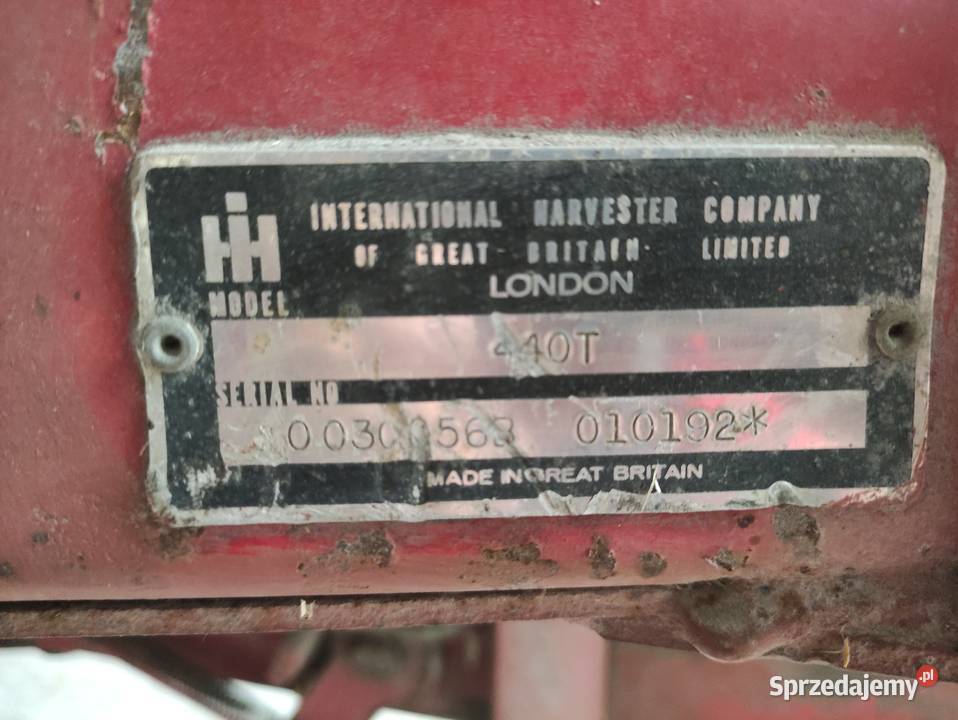 IH INTERNATIONAL HARVESTER COMPANY
OF GREAT BRITAIN LIMITED
LONDON
MODEL
440T
SERIAL NO
010192*
MADE IN GREAT BRITAIN
Sprzedajemy.pl